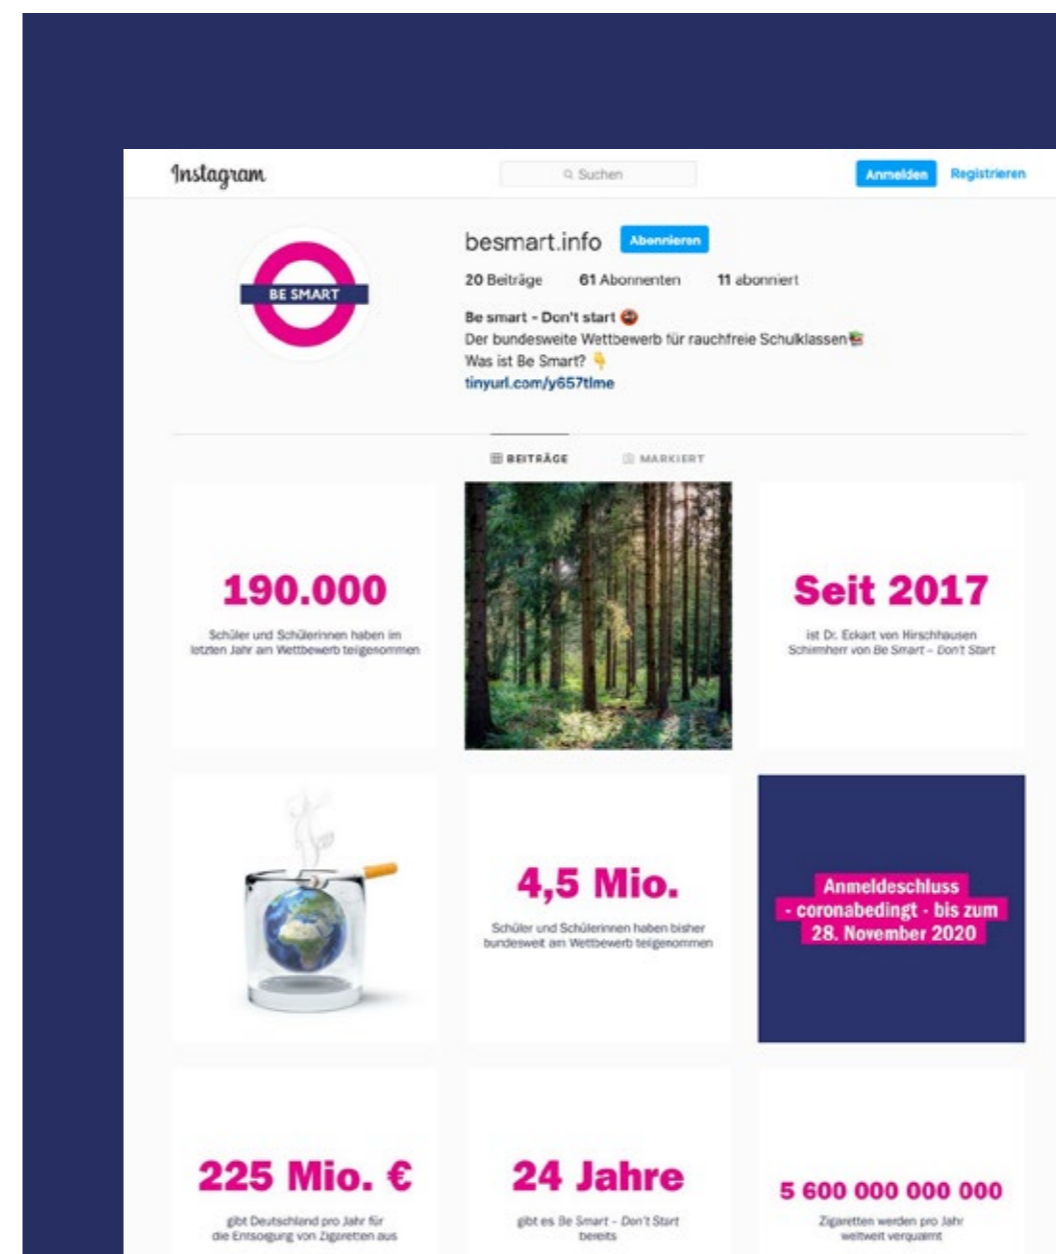 Instagram
Suchen
Anmelden
Registrieren
BE SMART
besmart.info Abonnieren
20 Beiträge 61 Abonnenten 11 abonniert
Be smart - Don't start
Der bundesweite Wettbewerb für rauchfreie Schulklassen
Was ist Be Smart?
tinyurl.com/y657tlme
BEITRÄGE
MARKIERT
190.000
Schüler und Schülerinnen haben im
letzten Jahr am Wettbewerb teilgenommen
Seit 2017
ist Dr. Eckart von Hirschhausen
Schirmherr von Be Smart – Don't Start
4,5 Mio.
Schüler und Schülerinnen haben bisher
bundesweit am Wettbewerb teilgenommen
Anmeldeschluss
- coronabedingt - bis zum
28. November 2020
225 Mio. €
gibt Deutschland pro Jahr für
die Entsorgung von Zigaretten aus
24 Jahre
gibt es Be Smart – Don't Start
bereits
5 600 000 000 000
Zigaretten werden pro Jahr
weltweit verqualmt